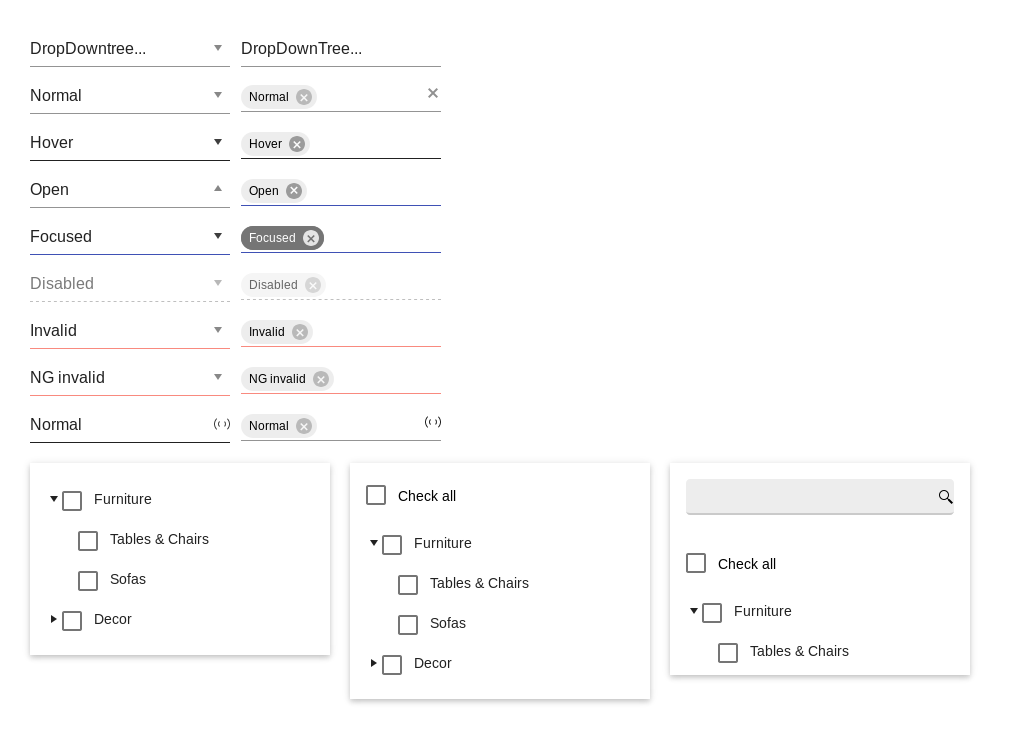 DropDowntree...
DropDownTree...
Normal
Normal
Hover
Hover
Open
Open
Focused
Focused
Disabled
Disabled
Invalid
Invalid
NG invalid
NG invalid
Normal
Normal
Furniture
Tables & Chairs
Sofas
Decor
Check all
Furniture
Tables & Chairs
Sofas
Decor
Check all
Furniture
Tables & Chairs